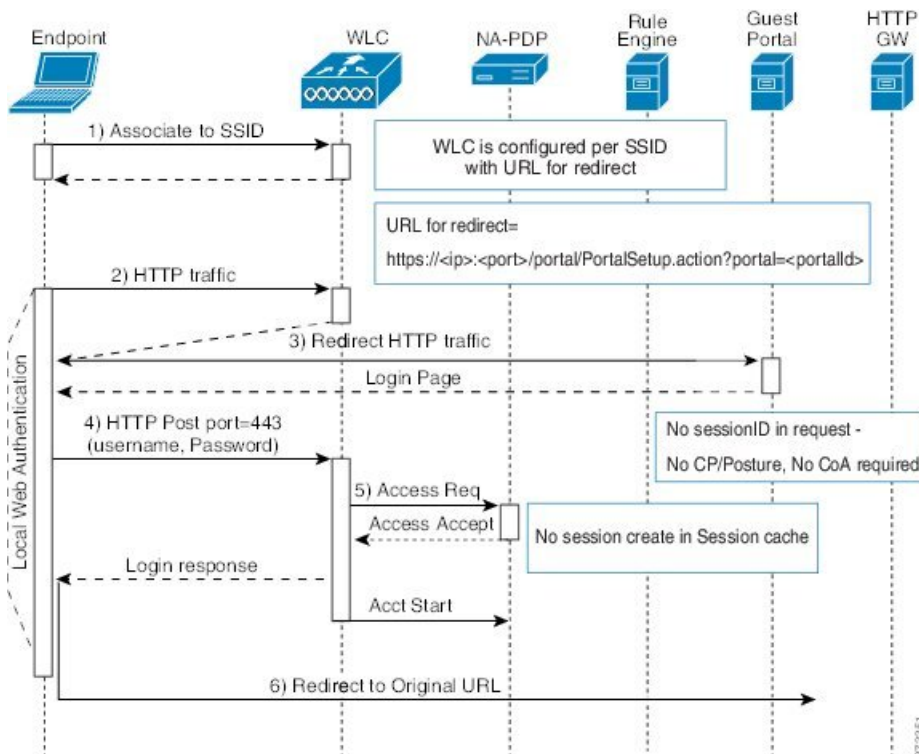 Endpoint
WLC
NA-PDP
Rule
Engine
Guest
Portal
HTTP
GW
1) Associate to SSID
WLC is configured per SSID
with URL for redirect
URL for redirect=
https://<ip>:<port>/portal/PortalSetup.action?portal=<portalId>
2) HTTP traffic
3) Redirect HTTP traffic
Login Page
Local Web Authentication
4) HTTP Post port=443
(username, Password)
No sessionID in request -
No CP/Posture, No CoA required
5) Access Req
Access Accept
No session create in Session cache
Login response
Acct Start
6) Redirect to Original URL